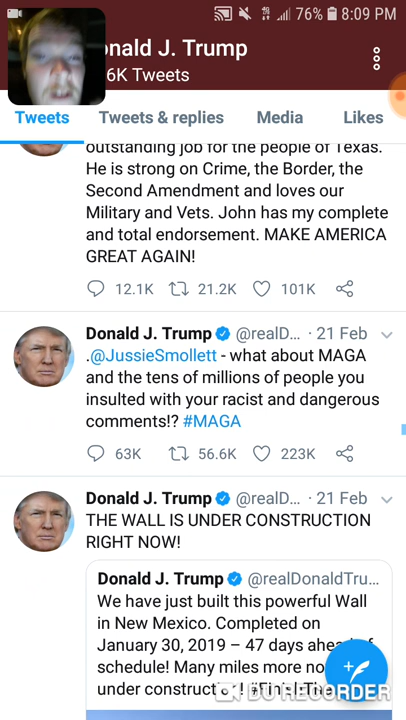 76% 8:09 PM
onald J. Trump
6K Tweets
Tweets Tweets & replies Media Likes
outstanding job for the people of Texas.
He is strong on Crime, the Border, the
Second Amendment and loves our
Military and Vets. John has my complete
and total endorsement. MAKE AMERICA
GREAT AGAIN!
12.1K 21.2K 101K
Donald J. Trump @realD... · 21 Feb
.@JussieSmollett - what about MAGA
and the tens of millions of people you
insulted with your racist and dangerous
comments!? #MAGA
63K 56.6K 223K
Donald J. Trump @realD... · 21 Feb
THE WALL IS UNDER CONSTRUCTION
RIGHT NOW!
Donald J. Trump @realDonaldTru...
We have just built this powerful Wall
in New Mexico. Completed on
January 30, 2019 – 47 days ahead of
schedule! Many miles more no
under constructi ! #FinishThe
DU RECORDER